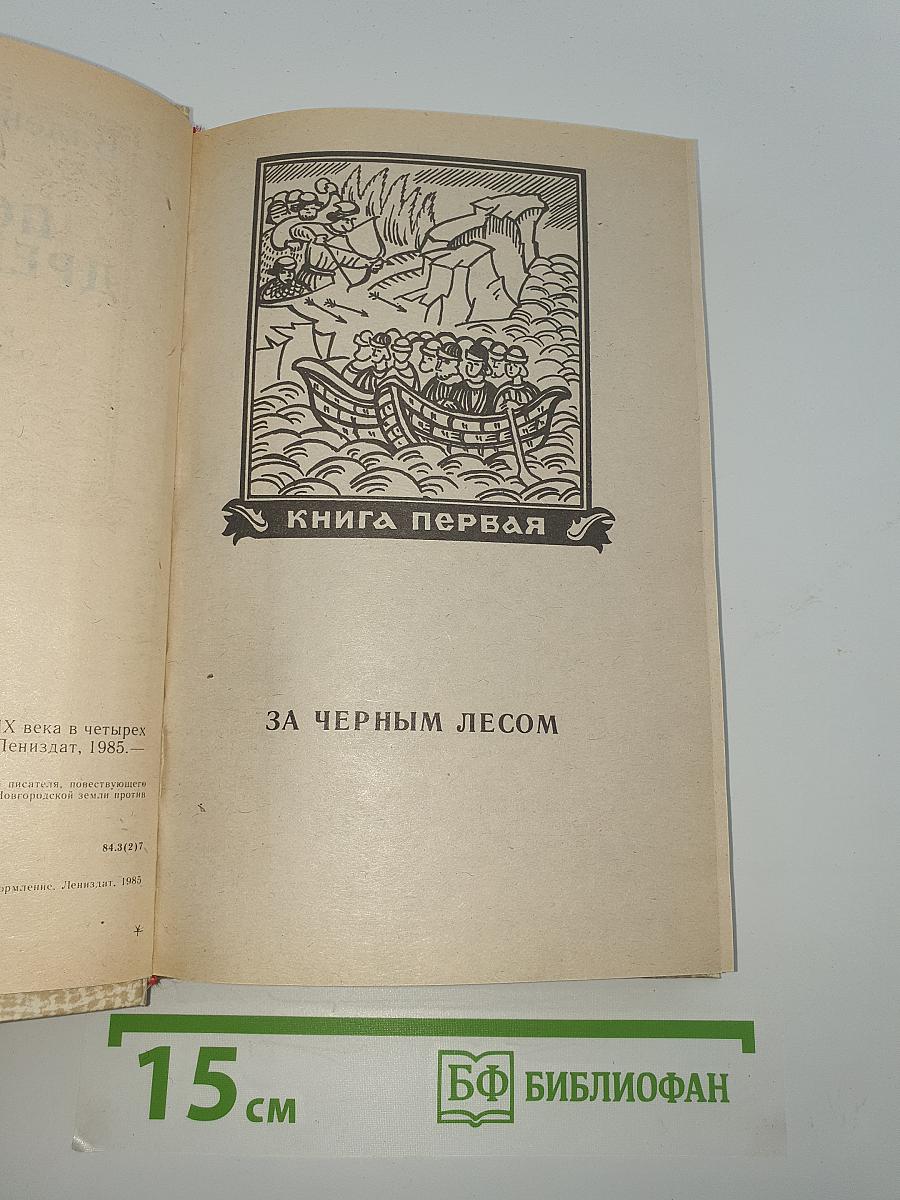 IX века в четырех
Лениздат, 1985.—
писателя, повествующего
Новгородской земли против
84.3(2)7
Лениздат, 1985
КНИГА ПЕРВАЯ
ЗА ЧЕРНЫМ ЛЕСОМ
15 см
БФ БИБЛИОФАН